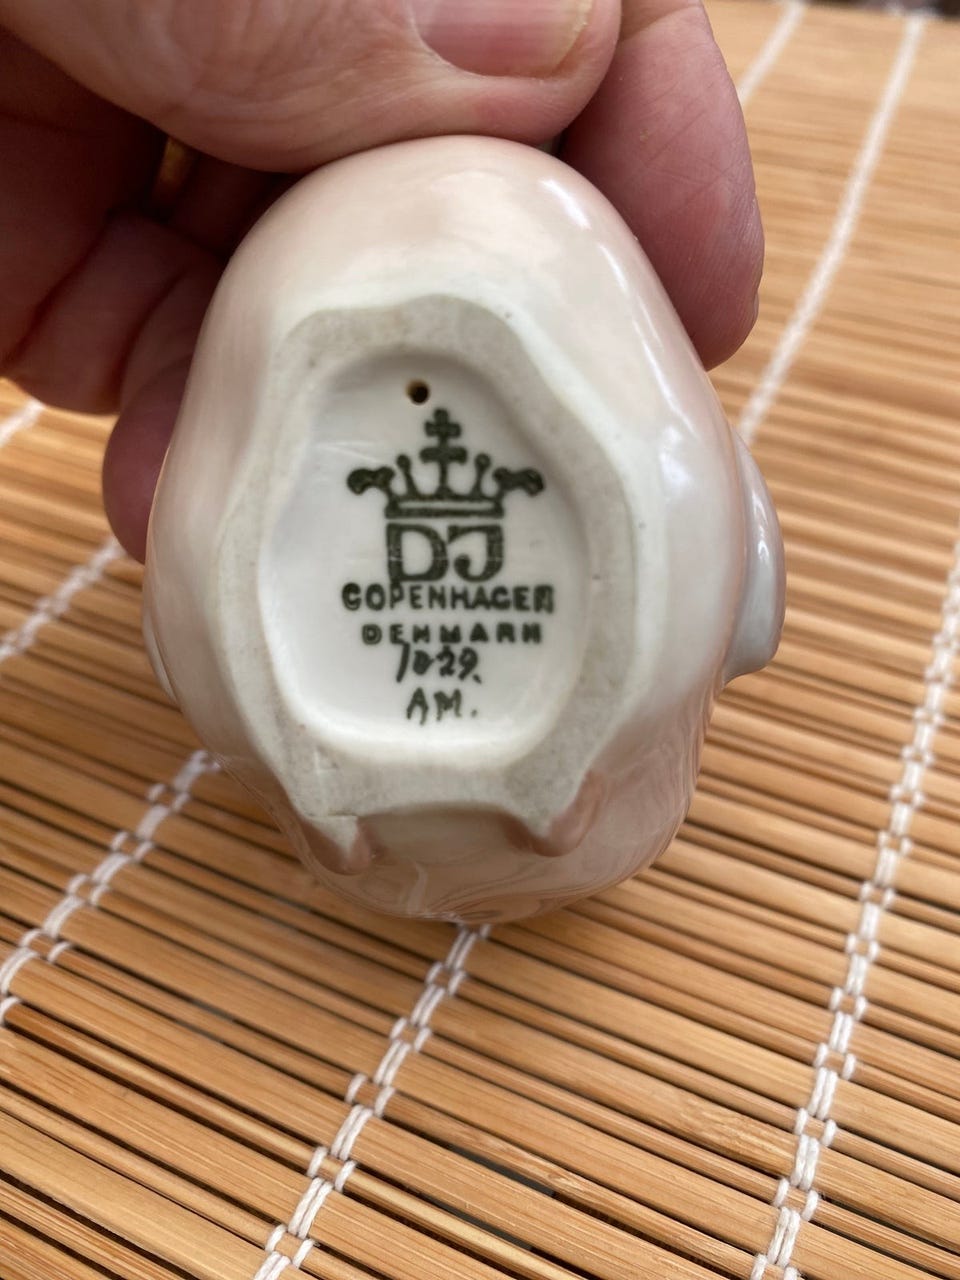 DJ
COPENHAGEN
DENMARK
1029.
AM.